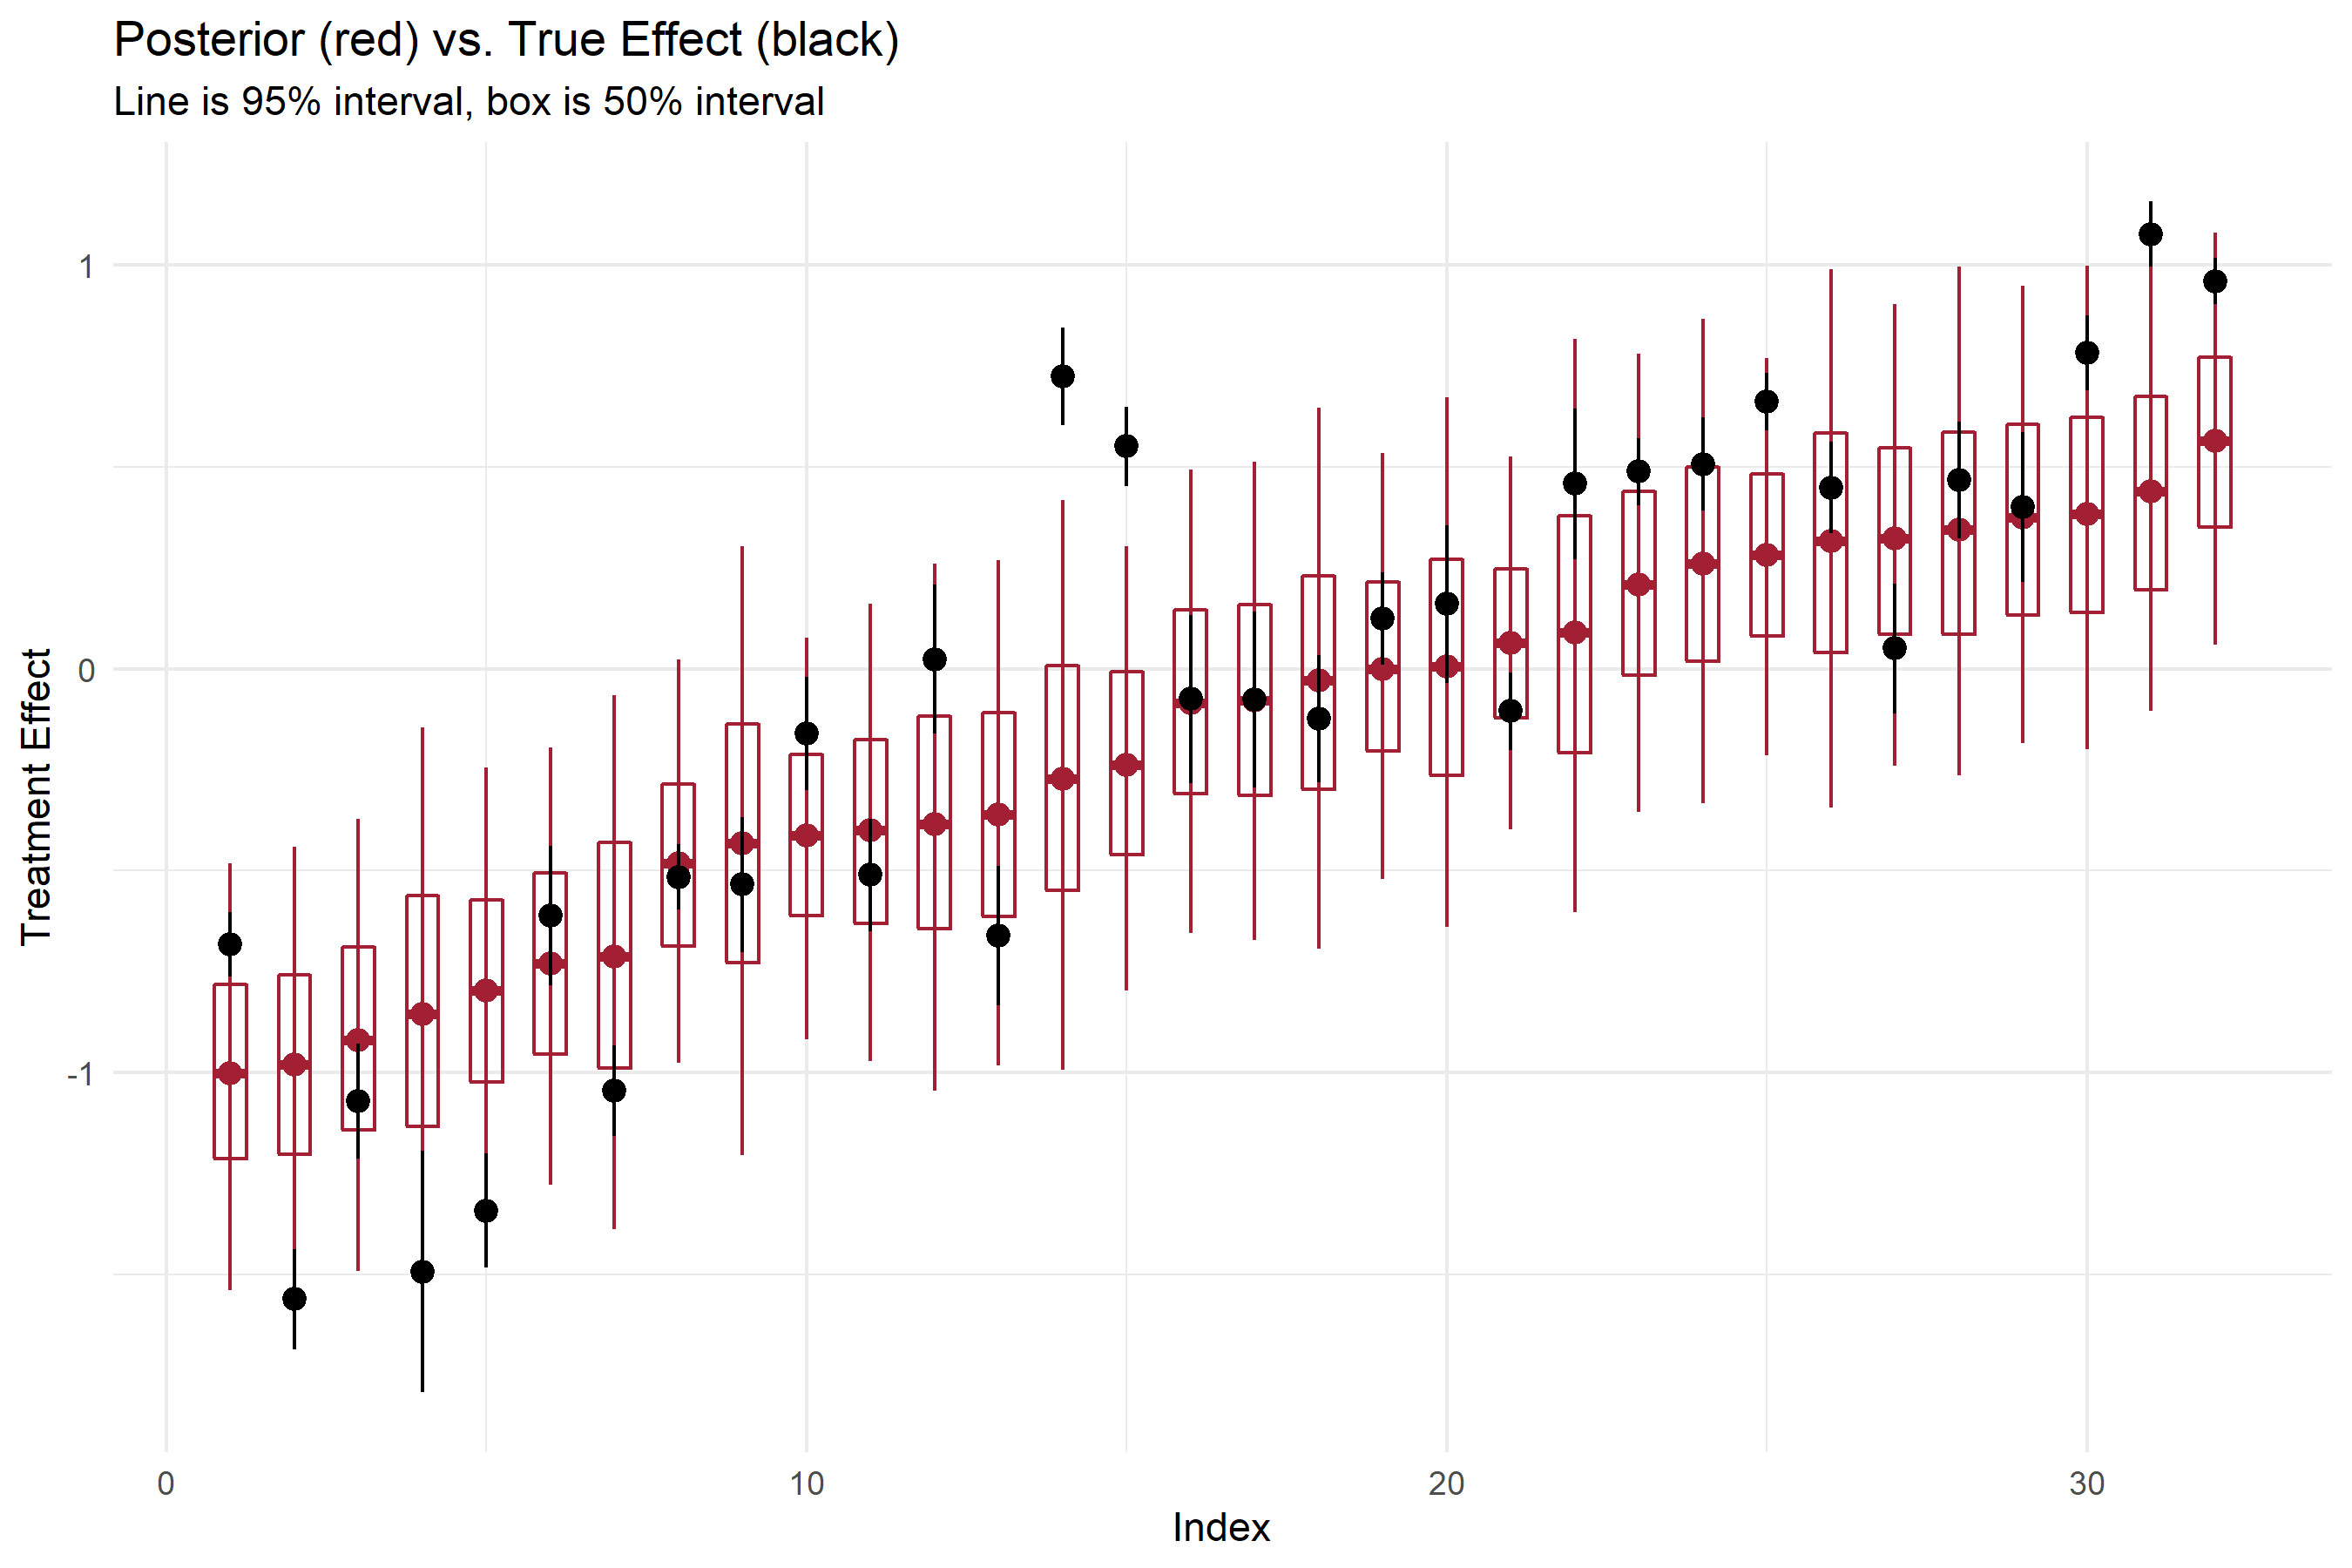 Posterior (red) vs. True Effect (black)
Line is 95% interval, box is 50% interval
Treatment Effect
1
0
-1
0
10
20
30
Index